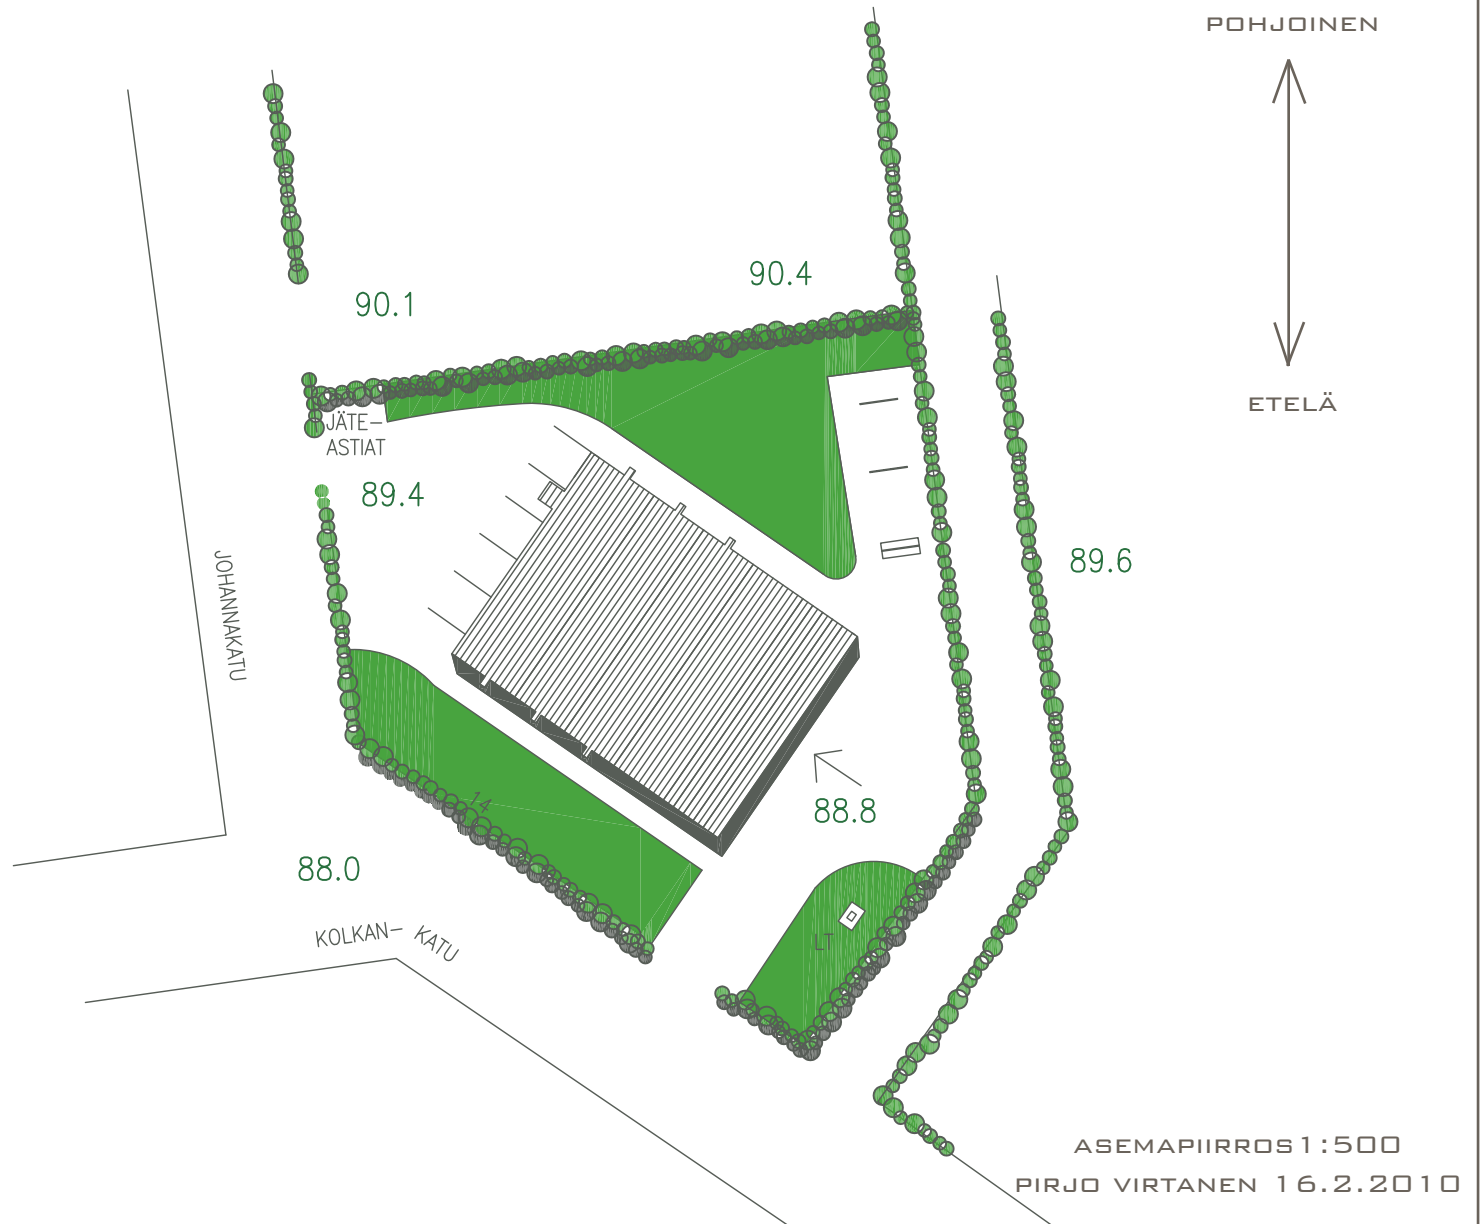 POHJOINEN
90.4
90.1
ETELÄ
JÄTE-
ASTIAT
89.4
89.6
JOHANNAKATU
14
88.8
88.0
KOLKAN- KATU
LT
ASEMAPIIRROS 1:500
PIRJO VIRTANEN 16.2.2010